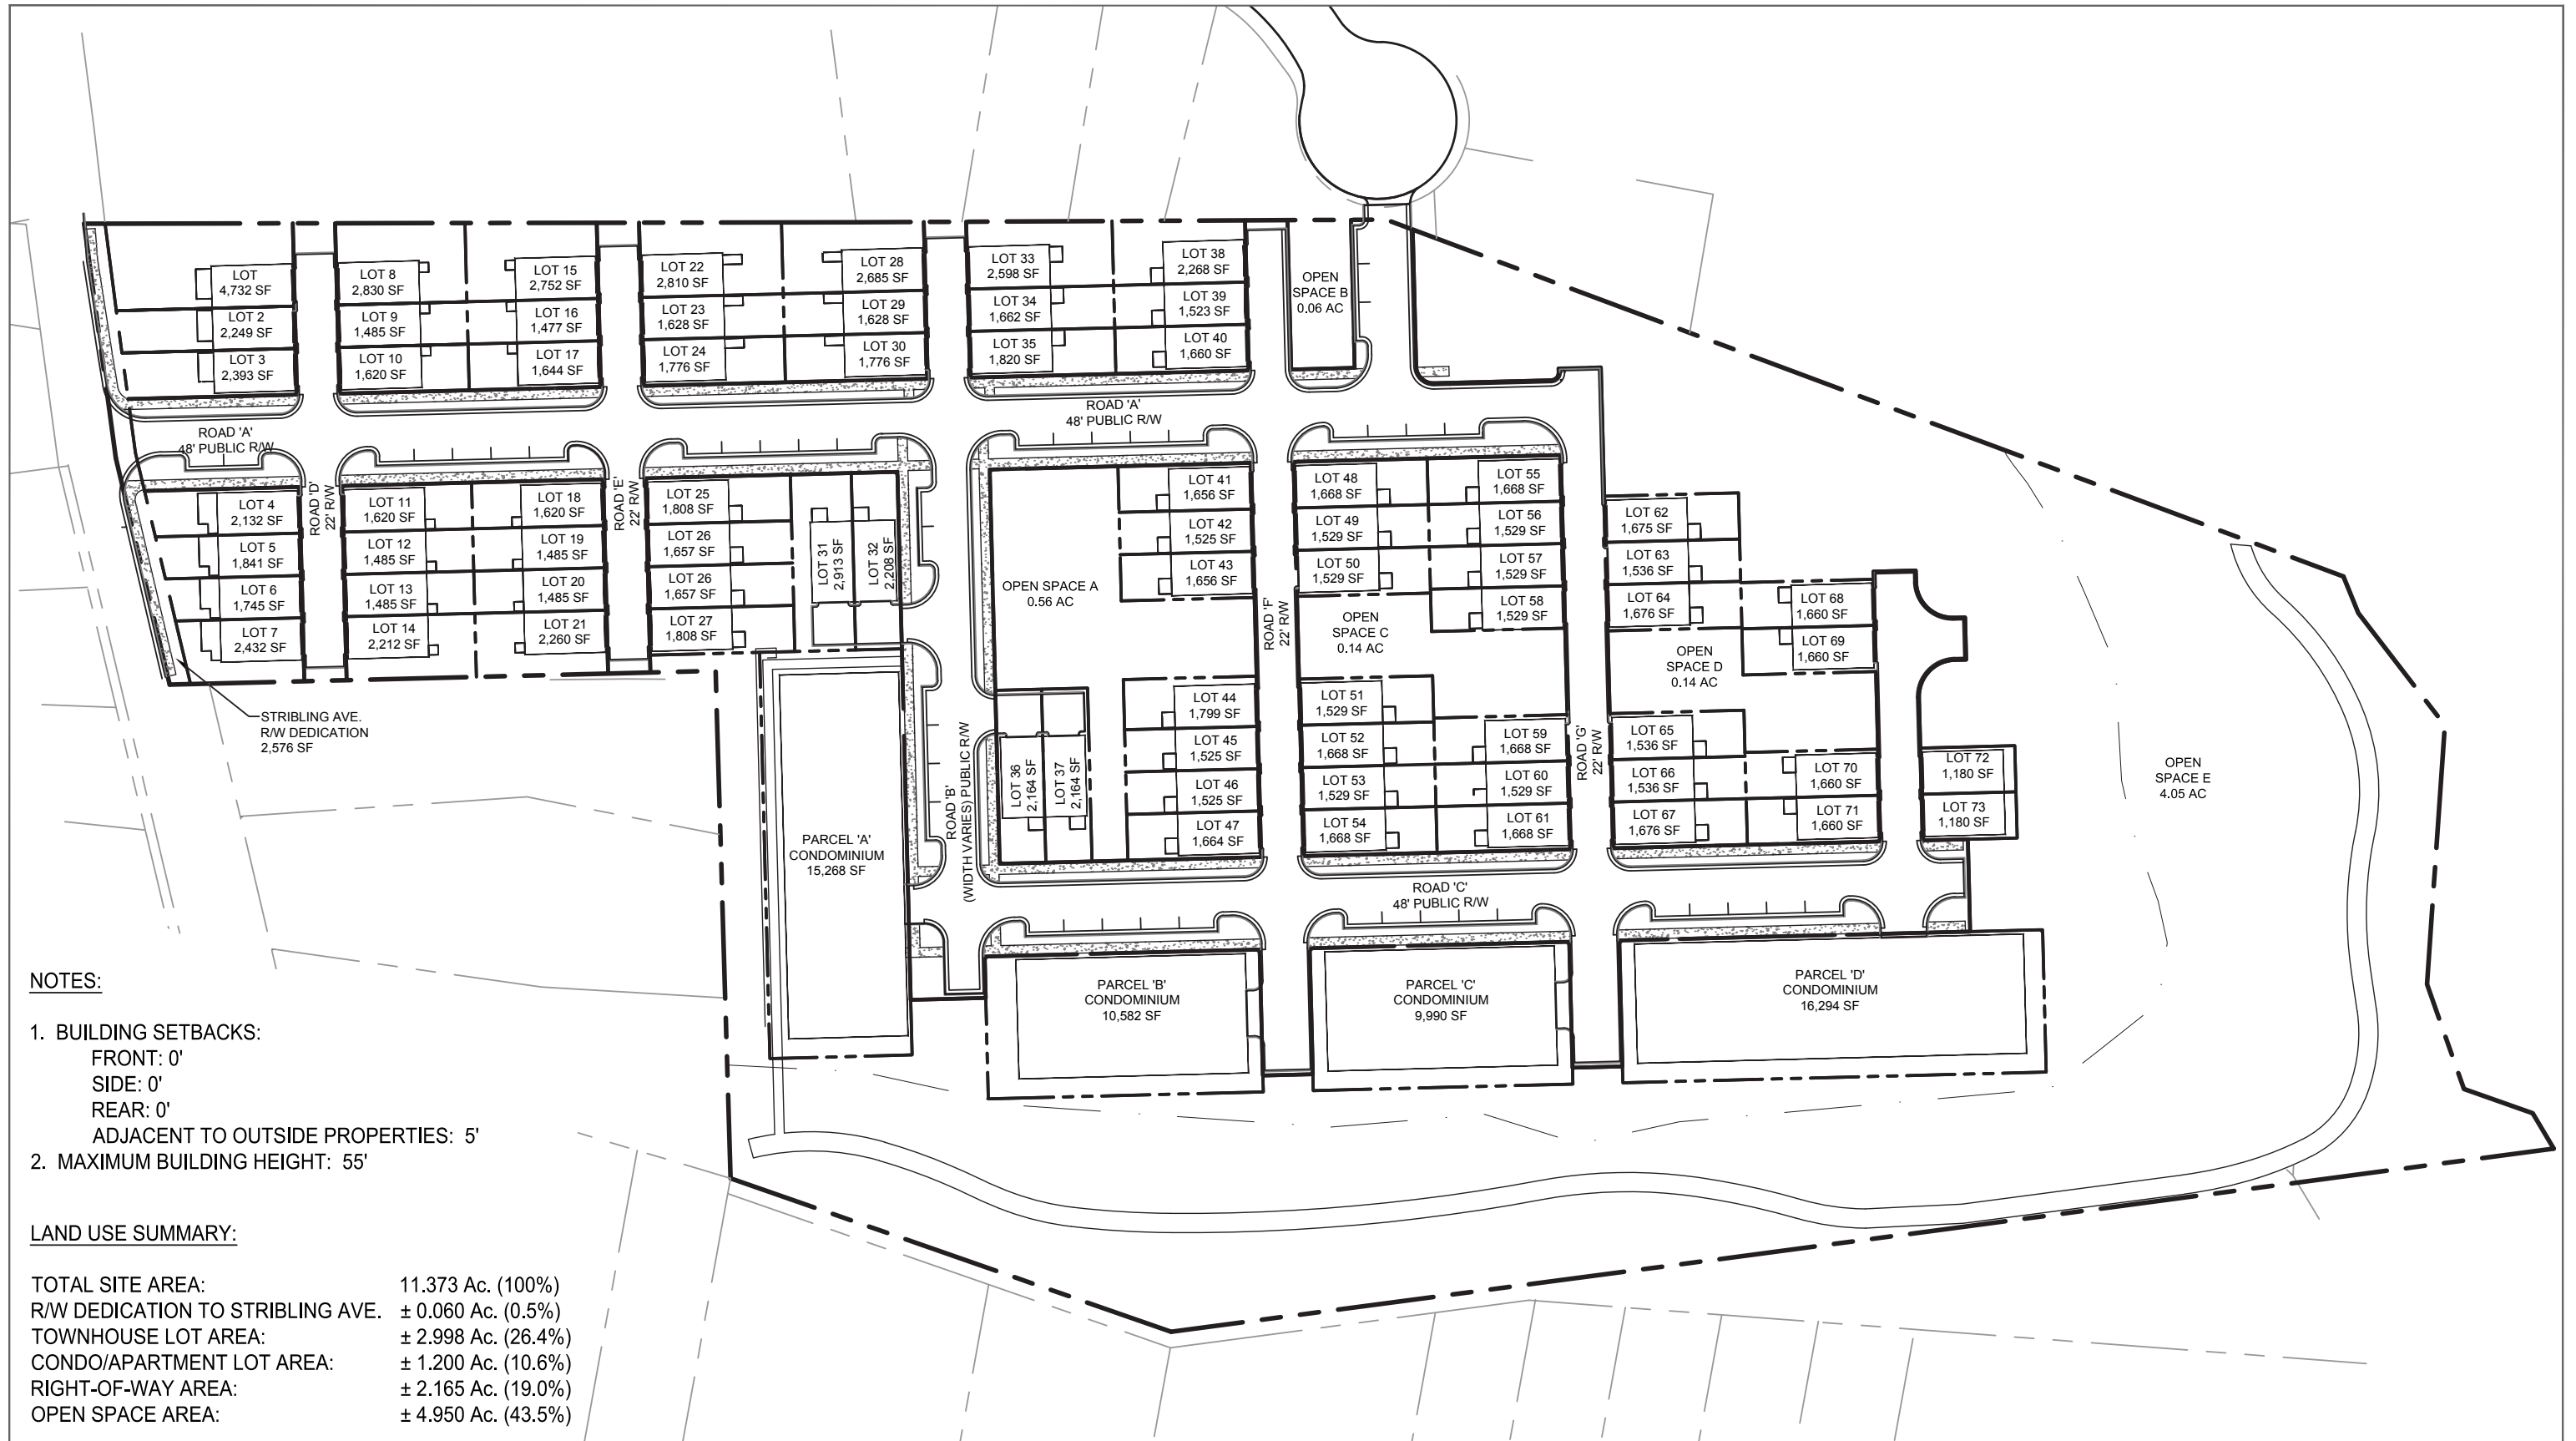 LOT
4,732 SF
LOT 2
2,249 SF
LOT 3
2,393 SF
LOT 8
2,830 SF
LOT 9
1,485 SF
LOT 10
1,620 SF
LOT 15
2,752 SF
LOT 16
1,477 SF
LOT 17
1,644 SF
LOT 22
2,810 SF
LOT 23
1,628 SF
LOT 24
1,776 SF
LOT 28
2,685 SF
LOT 29
1,628 SF
LOT 30
1,776 SF
LOT 33
2,598 SF
LOT 34
1,662 SF
LOT 35
1,820 SF
LOT 38
2,268 SF
LOT 39
1,523 SF
LOT 40
1,660 SF
OPEN
SPACE B
0.06 AC
ROAD 'A'
48' PUBLIC R/W
ROAD 'A'
48' PUBLIC R/W
LOT 4
2,132 SF
LOT 5
1,841 SF
LOT 6
1,745 SF
LOT 7
2,432 SF
ROAD 'D'
22' R/W
LOT 11
1,620 SF
LOT 12
1,485 SF
LOT 13
1,485 SF
LOT 14
2,212 SF
LOT 18
1,620 SF
LOT 19
1,485 SF
LOT 20
1,485 SF
LOT 21
2,260 SF
ROAD 'E'
22' R/W
LOT 25
1,808 SF
LOT 26
1,657 SF
LOT 26
1,657 SF
LOT 27
1,808 SF
LOT 31
2,913 SF
LOT 32
2,208 SF
OPEN SPACE A
0.56 AC
LOT 41
1,656 SF
LOT 42
1,525 SF
LOT 43
1,656 SF
ROAD 'F'
22' R/W
LOT 48
1,668 SF
LOT 49
1,529 SF
LOT 50
1,529 SF
OPEN
SPACE C
0.14 AC
LOT 55
1,668 SF
LOT 56
1,529 SF
LOT 57
1,529 SF
LOT 58
1,529 SF
LOT 62
1,675 SF
LOT 63
1,536 SF
LOT 64
1,676 SF
LOT 68
1,660 SF
LOT 69
1,660 SF
OPEN
SPACE D
0.14 AC
STRIBLING AVE.
R/W DEDICATION
2,576 SF
ROAD 'B'
(WIDTH VARIES) PUBLIC R/W
LOT 36
2,164 SF
LOT 37
2,164 SF
LOT 44
1,799 SF
LOT 45
1,525 SF
LOT 46
1,525 SF
LOT 47
1,664 SF
LOT 51
1,529 SF
LOT 52
1,668 SF
LOT 53
1,529 SF
LOT 54
1,668 SF
LOT 59
1,668 SF
LOT 60
1,529 SF
LOT 61
1,668 SF
ROAD 'G'
22' R/W
LOT 65
1,536 SF
LOT 66
1,536 SF
LOT 67
1,676 SF
LOT 70
1,660 SF
LOT 71
1,660 SF
LOT 72
1,180 SF
LOT 73
1,180 SF
OPEN
SPACE E
4.05 AC
PARCEL 'A'
CONDOMINIUM
15,268 SF
ROAD 'C'
48' PUBLIC R/W
PARCEL 'B'
CONDOMINIUM
10,582 SF
PARCEL 'C'
CONDOMINIUM
9,990 SF
PARCEL 'D'
CONDOMINIUM
16,294 SF
NOTES:
1. BUILDING SETBACKS:
FRONT: 0'
SIDE: 0'
REAR: 0'
ADJACENT TO OUTSIDE PROPERTIES: 5'
2. MAXIMUM BUILDING HEIGHT: 55'
LAND USE SUMMARY:
TOTAL SITE AREA: 11.373 Ac. (100%)
R/W DEDICATION TO STRIBLING AVE. ± 0.060 Ac. (0.5%)
TOWNHOUSE LOT AREA: ± 2.998 Ac. (26.4%)
CONDO/APARTMENT LOT AREA: ± 1.200 Ac. (10.6%)
RIGHT-OF-WAY AREA: ± 2.165 Ac. (19.0%)
OPEN SPACE AREA: ± 4.950 Ac. (43.5%)